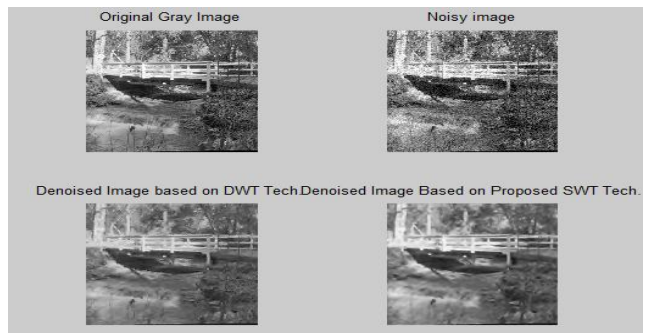 Original Gray Image
Noisy image
Denoised Image based on DWT Tech.
Denoised Image Based on Proposed SWT Tech.